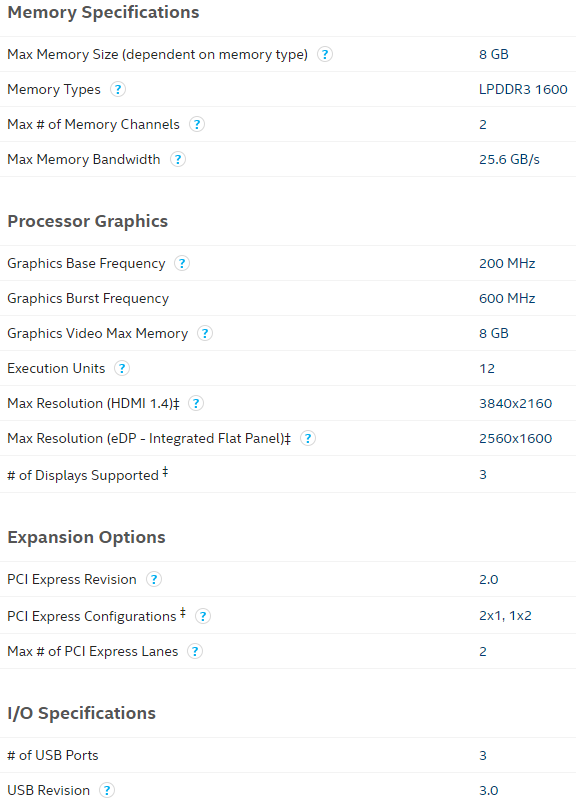 Memory Specifications
Max Memory Size (dependent on memory type) ? 8 GB
Memory Types ? LPDDR3 1600
Max # of Memory Channels ? 2
Max Memory Bandwidth ? 25.6 GB/s
Processor Graphics
Graphics Base Frequency ? 200 MHz
Graphics Burst Frequency 600 MHz
Graphics Video Max Memory ? 8 GB
Execution Units ? 12
Max Resolution (HDMI 1.4)‡ ? 3840x2160
Max Resolution (eDP - Integrated Flat Panel)‡ ? 2560x1600
# of Displays Supported ‡ 3
Expansion Options
PCI Express Revision ? 2.0
PCI Express Configurations ‡ ? 2x1, 1x2
Max # of PCI Express Lanes ? 2
I/O Specifications
# of USB Ports 3
USB Revision ? 3.0